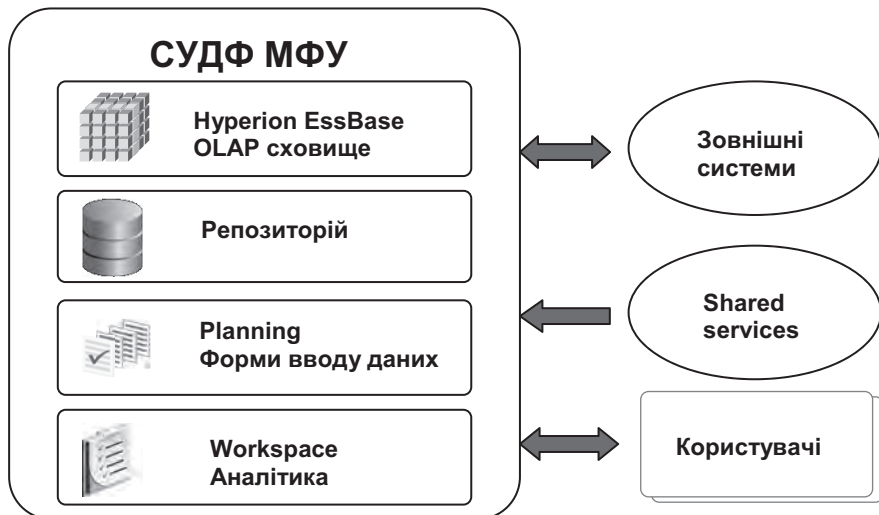 СУДФ МФУ
Hyperion EssBase
OLAP сховище
Репозиторій
Planning
Форми вводу даних
Workspace
Аналітика
Зовнішні
системи
Shared
services
Користувачі